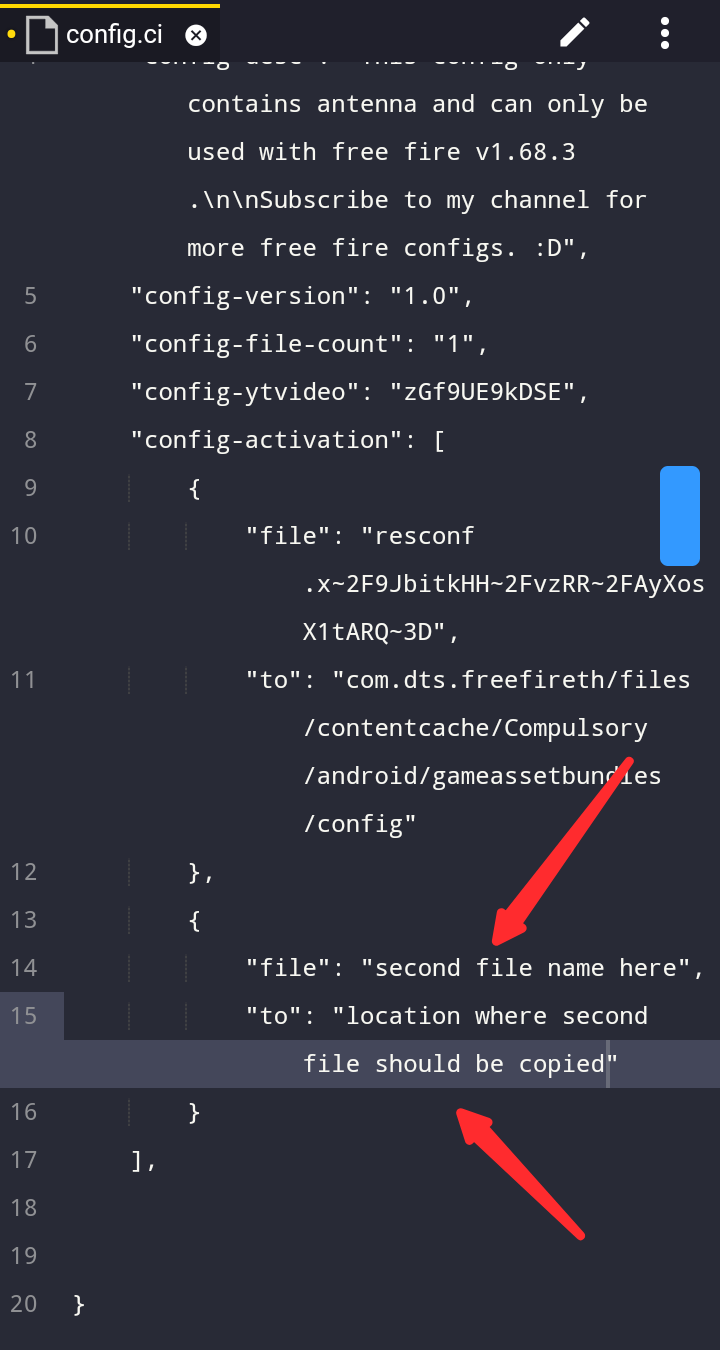 config.ci
contains antenna and can only be
used with free fire v1.68.3
.\n\nSubscribe to my channel for
more free fire configs. :D",
5 "config-version": "1.0",
6 "config-file-count": "1",
7 "config-ytvideo": "zGf9UE9kDSE",
8 "config-activation": [
9 {
10 "file": "resconf
.x~2F9JbitkHH~2FvzRR~2FAyXos
X1tARQ~3D",
11 "to": "com.dts.freefireth/files
/contentcache/Compulsory
/android/gameassetbundles
/config"
12 },
13 {
14 "file": "second file name here",
15 "to": "location where second
file should be copied"
16 }
17 ],
18
19
20 }